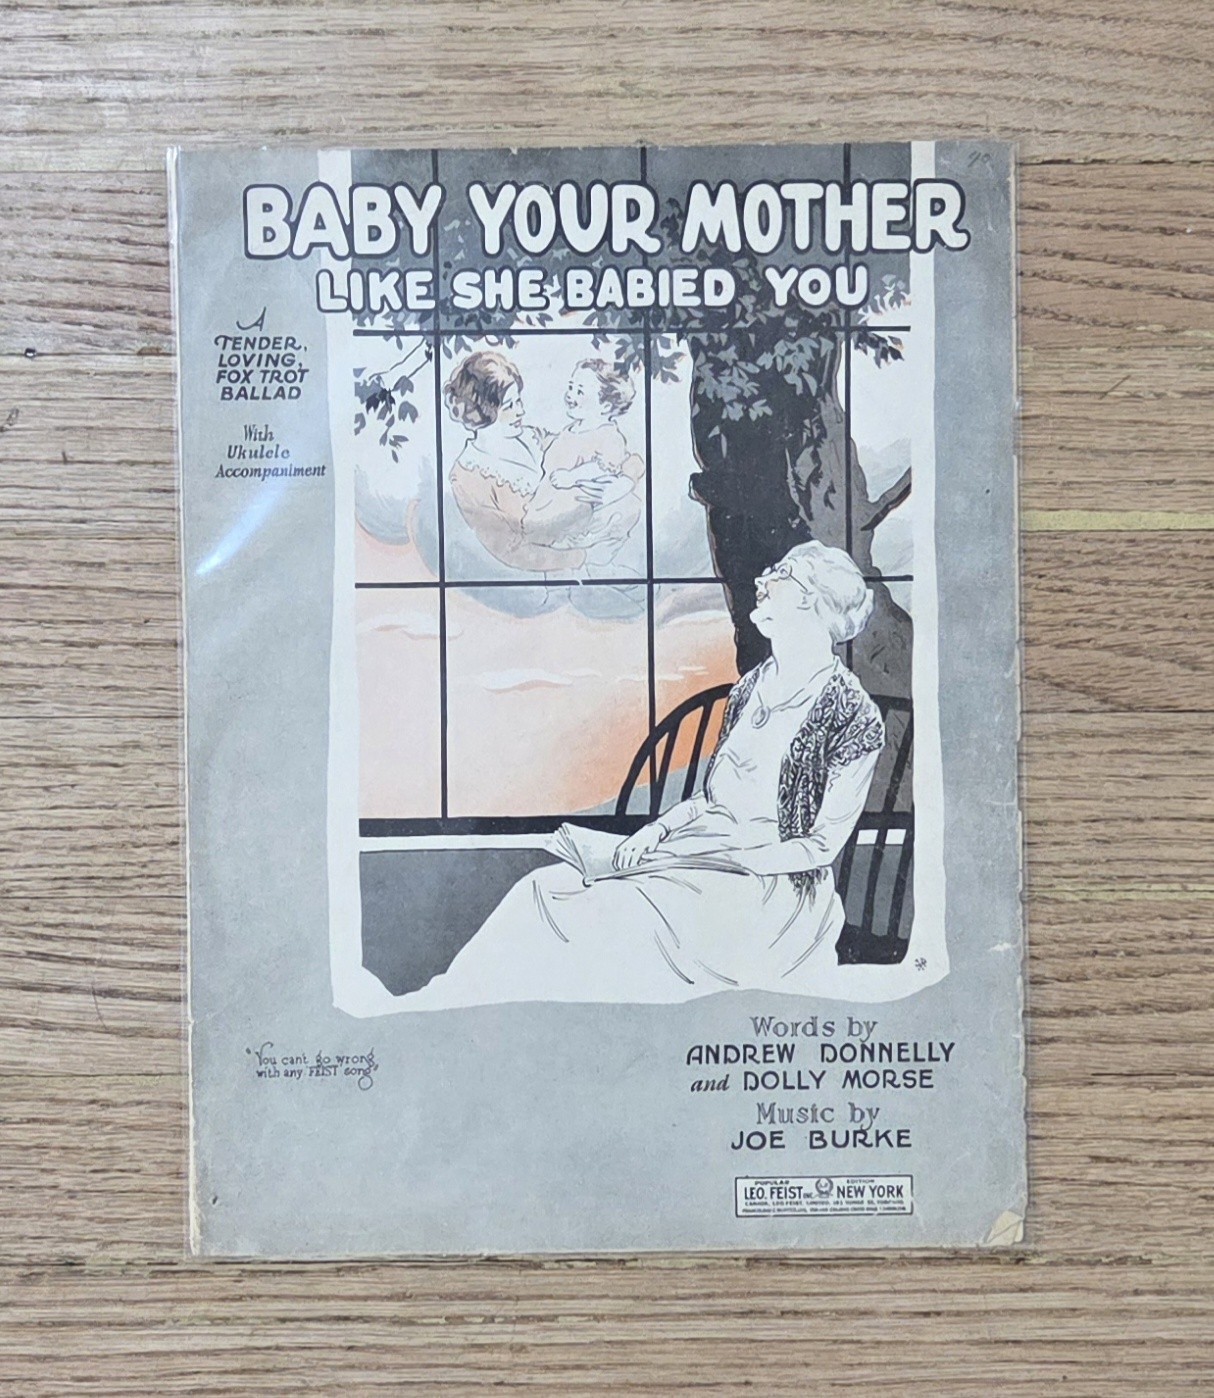 BABY YOUR MOTHER
LIKE SHE BABIED YOU
A
TENDER,
LOVING,
FOX TROT
BALLAD
With
Ukulele
Accompaniment
"You can't go wrong
with any FEIST song"
Words by
ANDREW DONNELLY
and DOLLY MORSE
Music by
JOE BURKE
POPULAR EDITION
LEO. FEIST INC. NEW YORK